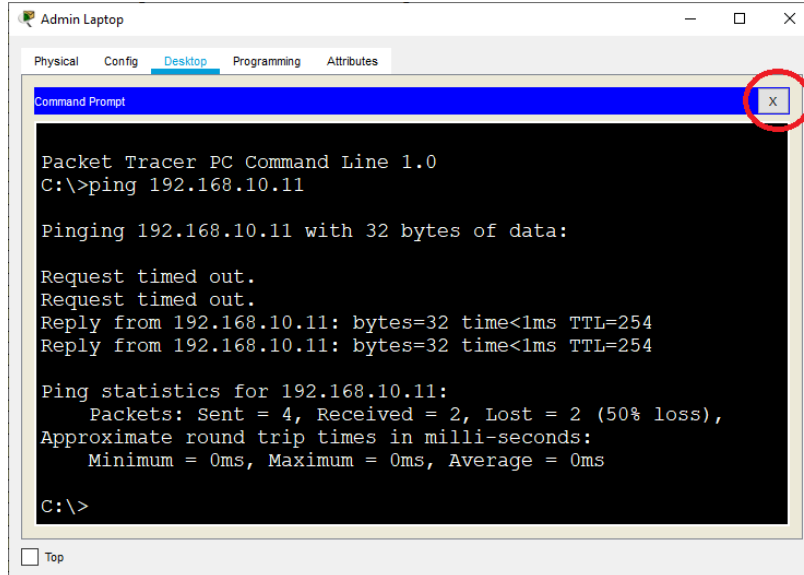 Admin Laptop
Physical Config Desktop Programming Attributes
Command Prompt X
Packet Tracer PC Command Line 1.0
C:\>ping 192.168.10.11
Pinging 192.168.10.11 with 32 bytes of data:
Request timed out.
Request timed out.
Reply from 192.168.10.11: bytes=32 time<1ms TTL=254
Reply from 192.168.10.11: bytes=32 time<1ms TTL=254
Ping statistics for 192.168.10.11:
Packets: Sent = 4, Received = 2, Lost = 2 (50% loss),
Approximate round trip times in milli-seconds:
Minimum = 0ms, Maximum = 0ms, Average = 0ms
C:\>
Top